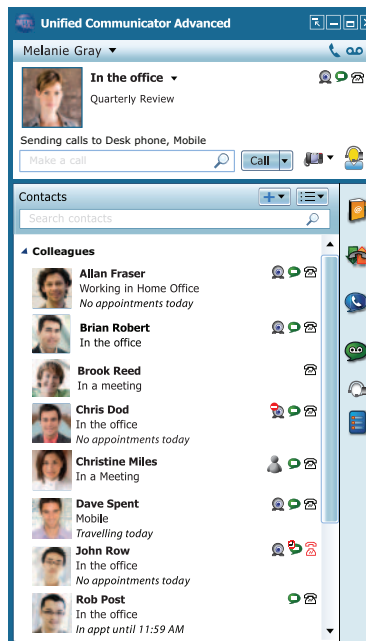 Unified Communicator Advanced
Melanie Gray
In the office
Quarterly Review
Sending calls to Desk phone, Mobile
Make a call
Call
Contacts
Search contacts
Colleagues
Allan Fraser
Working in Home Office
No appointments today
Brian Robert
In the office
Brook Reed
In a meeting
Chris Dod
In the office
No appointments today
Christine Miles
In a Meeting
Dave Spent
Mobile
Travelling today
John Row
In the office
No appointments today
Rob Post
In the office
In appt until 11:59 AM